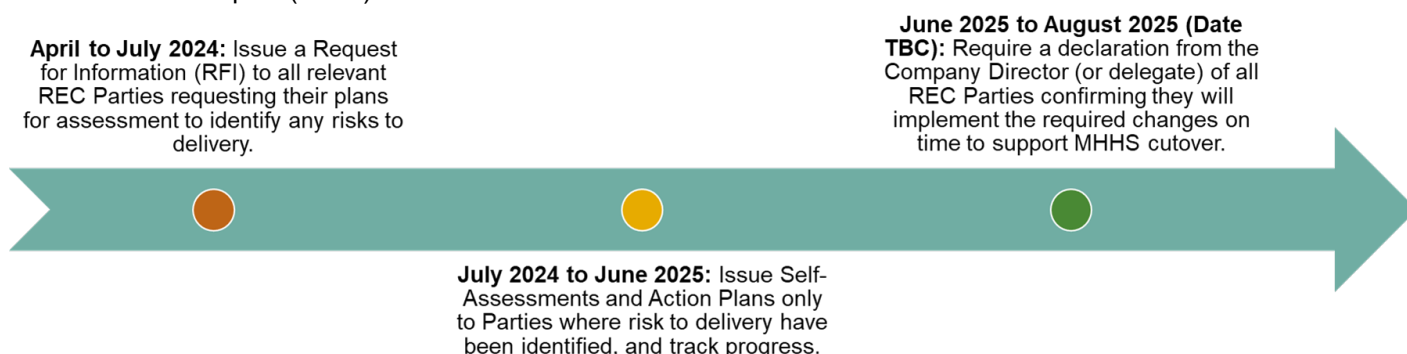 April to July 2024: Issue a Request
for Information (RFI) to all relevant
REC Parties requesting their plans
for assessment to identify any risks to
delivery.
June 2025 to August 2025 (Date
TBC): Require a declaration from the
Company Director (or delegate) of all
REC Parties confirming they will
implement the required changes on
time to support MHHS cutover.
July 2024 to June 2025: Issue Self-
Assessments and Action Plans only
to Parties where risk to delivery have
been identified, and track progress.